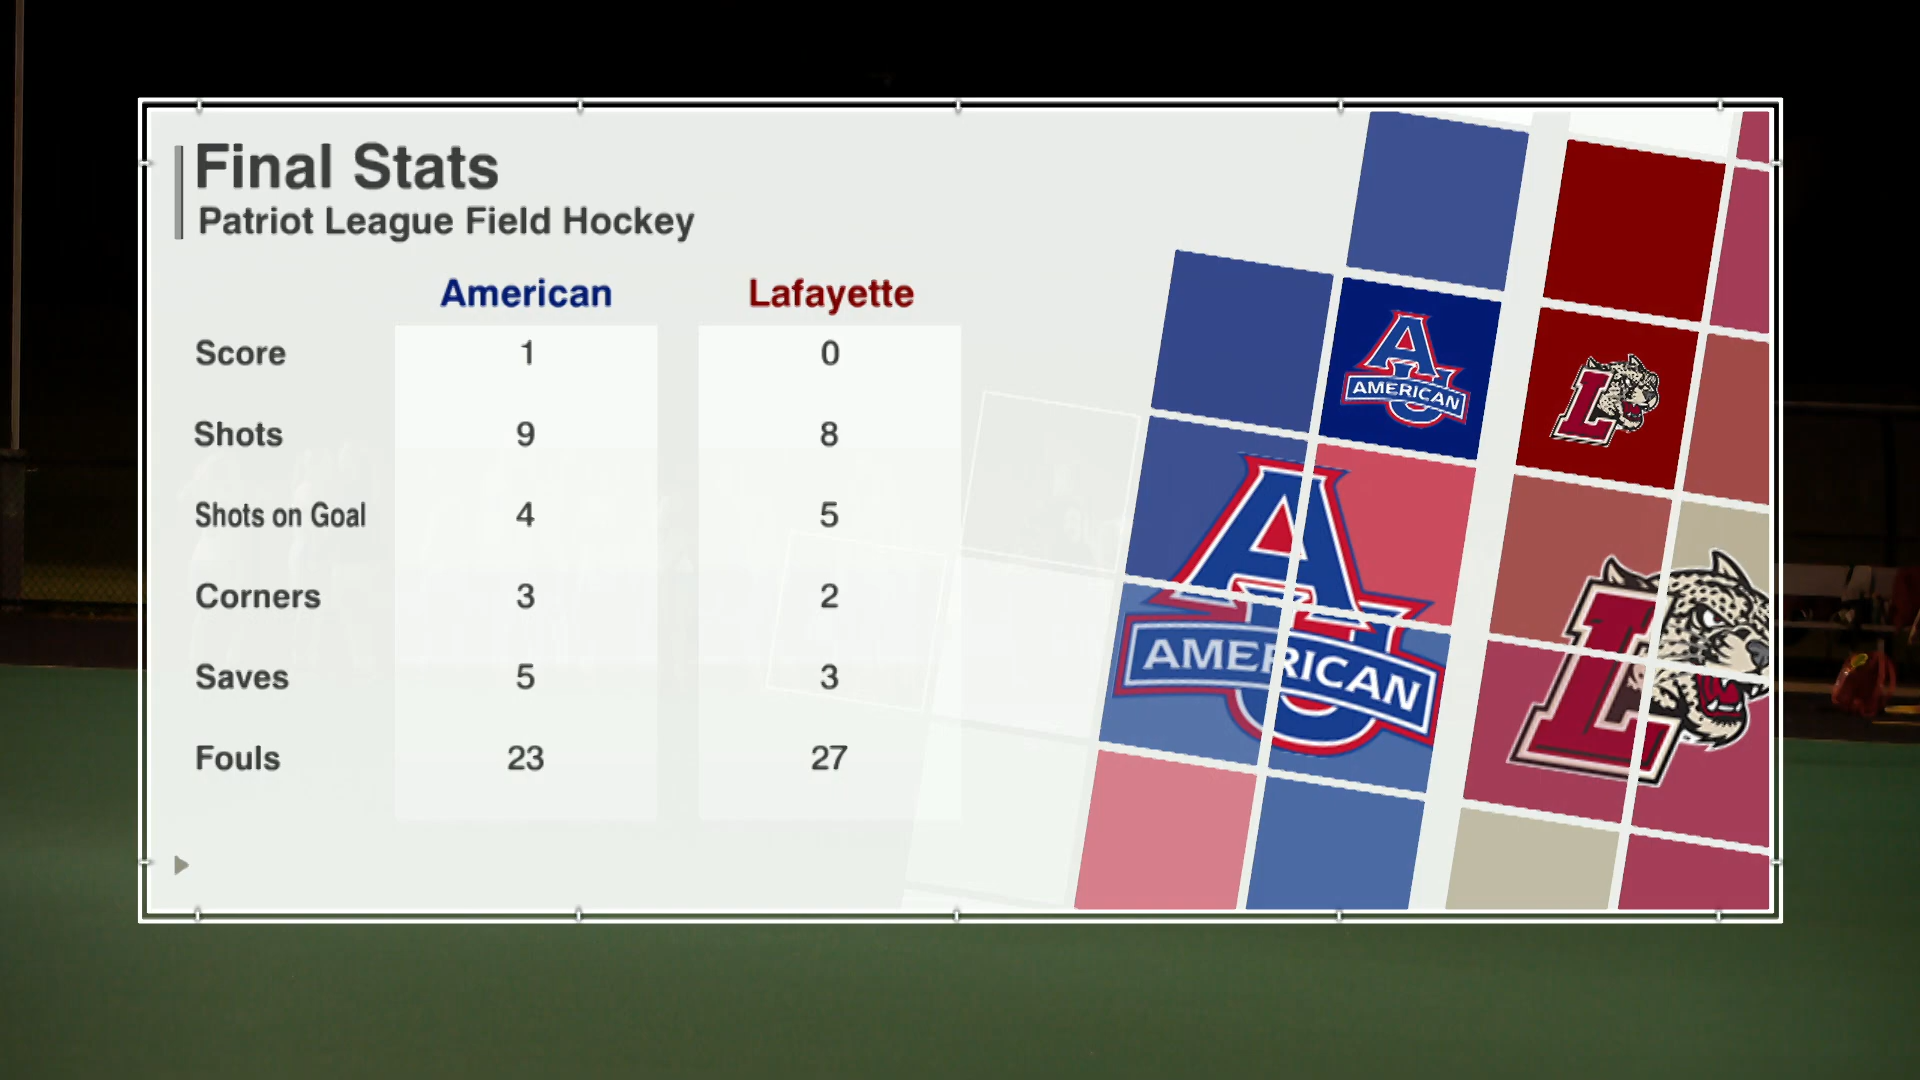 Final Stats
Patriot League Field Hockey
American Lafayette
Score 1 0
Shots 9 8
Shots on Goal 4 5
Corners 3 2
Saves 5 3
Fouls 23 27
A
AMERICAN
U
L
A
AMERICAN
U
L